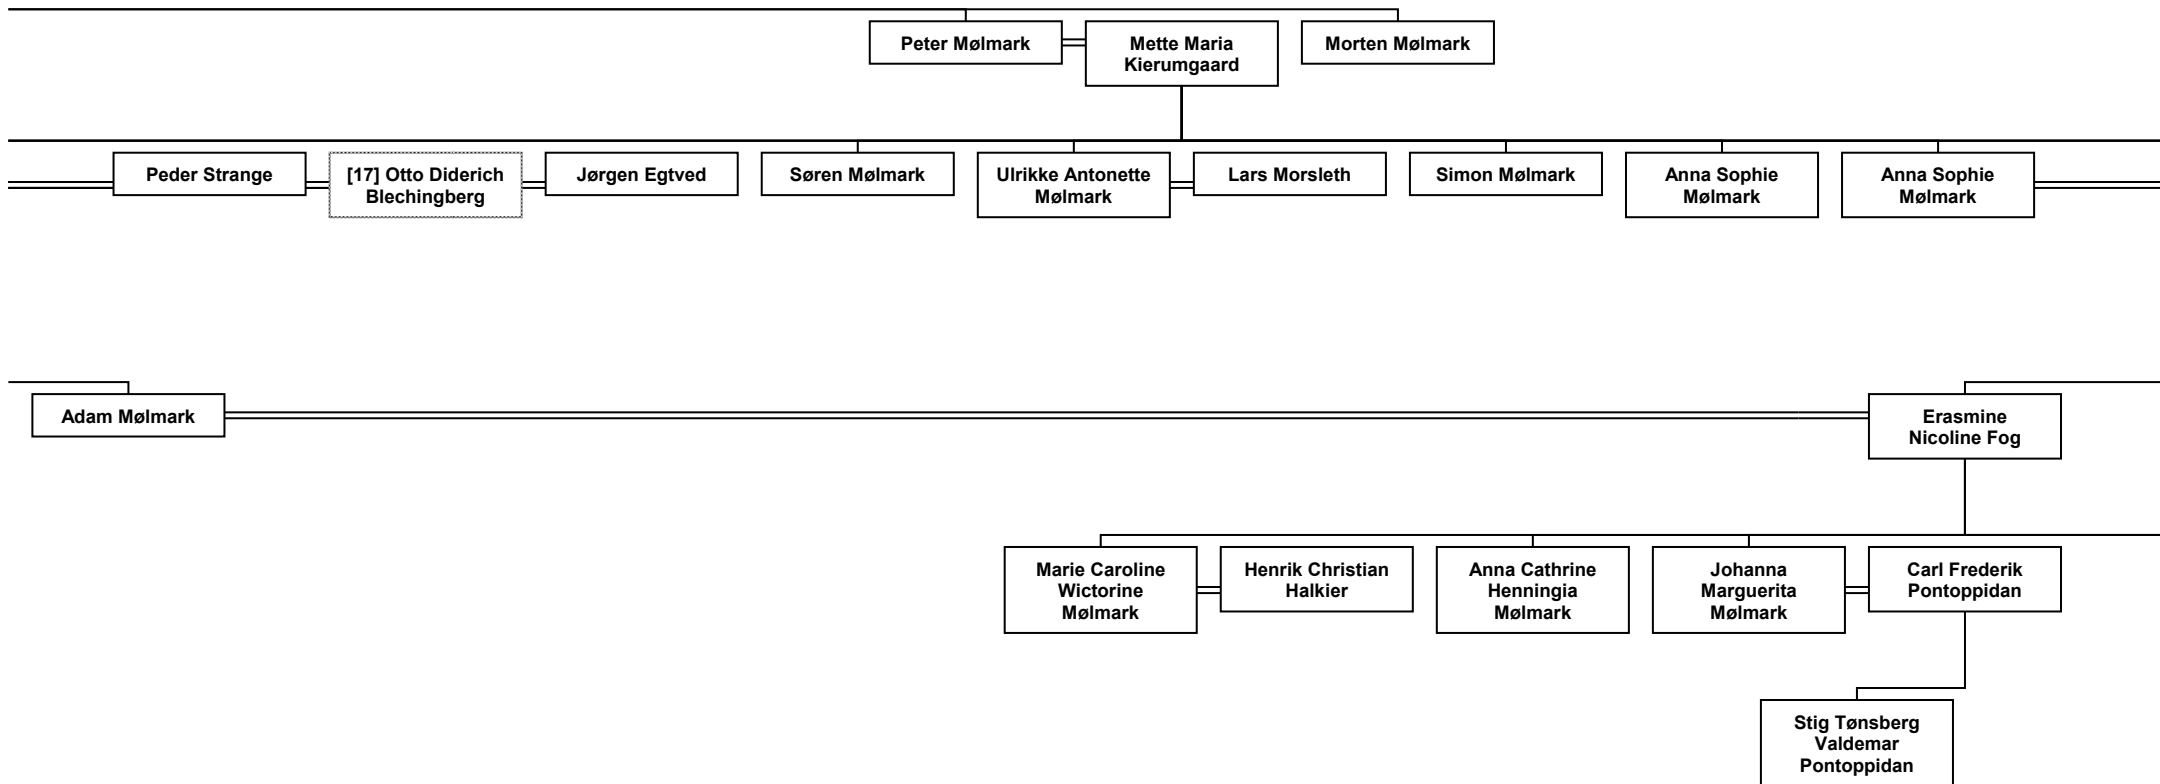 Peter Mølmark
Mette Maria
Kierumgaard
Morten Mølmark
Peder Strange
[17] Otto Diderich
Blechingberg
Jørgen Egtved
Søren Mølmark
Ulrikke Antonette
Mølmark
Lars Morsleth
Simon Mølmark
Anna Sophie
Mølmark
Anna Sophie
Mølmark
Adam Mølmark
Erasmine
Nicoline Fog
Marie Caroline
Wictorine
Mølmark
Henrik Christian
Halkier
Anna Cathrine
Henningia
Mølmark
Johanna
Marguerita
Mølmark
Carl Frederik
Pontoppidan
Stig Tønsberg
Valdemar
Pontoppidan